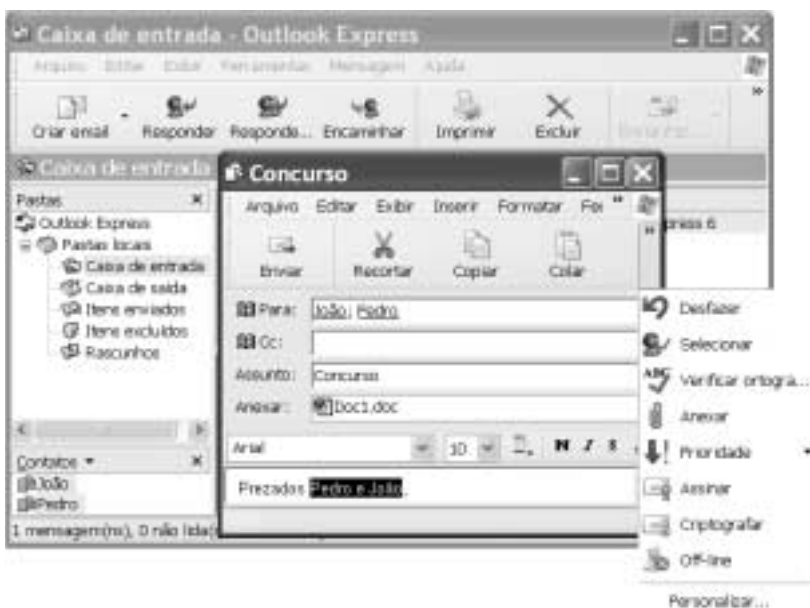 Caixa de entrada - Outlook Express
Arquivo Editar Exibir Ferramentas Mensagem Ajuda
Criar email Responder Responde... Encaminhar Imprimir Excluir
Caixa de entrada
Pastas
Outlook Express
Pastas locais
Caixa de entrada
Caixa de saída
Itens enviados
Itens excluídos
Rascunhos
Contatos
João
Pedro
1 mensagem(ns), 0 não lida(s
press 6
Concurso
Arquivo Editar Exibir Inserir Formatar Fer
Enviar Recortar Copiar Colar
Para: João; Pedro
Cc:
Assunto: Concurso
Anexar: Doc1.doc
Arial 10 N I S
Prezados Pedro e João,
Desfazer
Selecionar
Verificar ortogra...
Anexar
Prioridade
Assinar
Criptografar
Off-line
Personalizar...